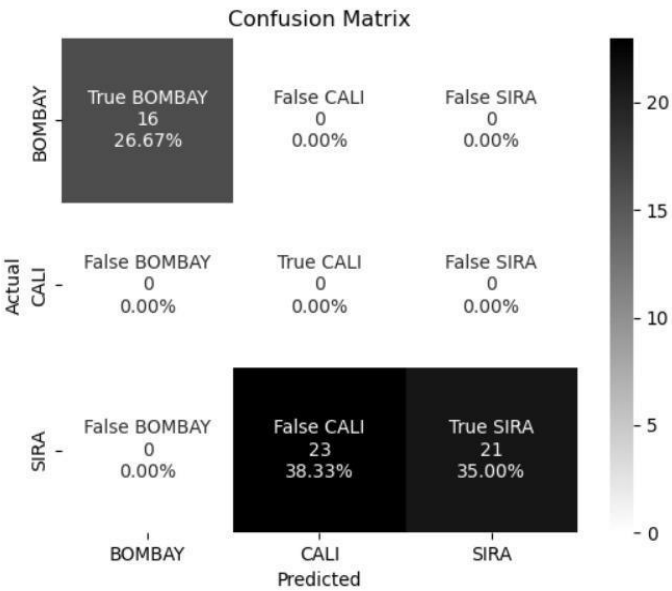 Confusion Matrix
BOMBAY
True BOMBAY
16
26.67%
False CALI
0
0.00%
False SIRA
0
0.00%
Actual
CALI
False BOMBAY
0
0.00%
True CALI
0
0.00%
False SIRA
0
0.00%
SIRA
False BOMBAY
0
0.00%
False CALI
23
38.33%
True SIRA
21
35.00%
BOMBAY
CALI
SIRA
Predicted
20
15
10
5
0